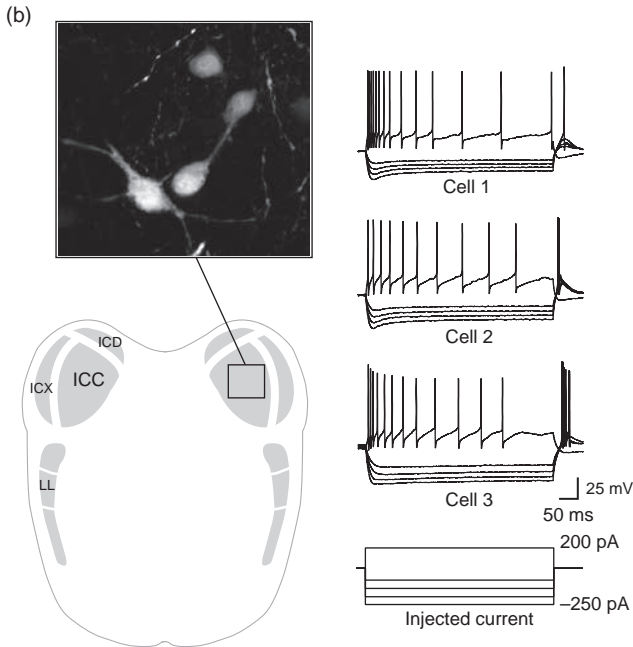 (b)
ICD
ICX
ICC
LL
Cell 1
Cell 2
Cell 3
25 mV
50 ms
200 pA
–250 pA
Injected current